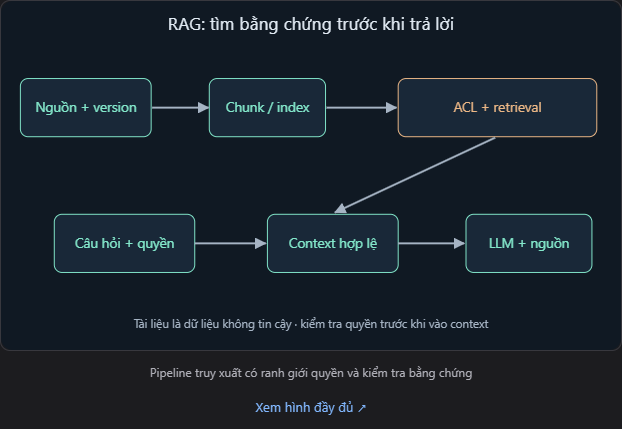 RAG: tìm bằng chứng trước khi trả lời
Nguồn + version
Chunk / index
ACL + retrieval
Câu hỏi + quyền
Context hợp lệ
LLM + nguồn
Tài liệu là dữ liệu không tin cậy · kiểm tra quyền trước khi vào context
Pipeline truy xuất có ranh giới quyền và kiểm tra bằng chứng
Xem hình đầy đủ ↗